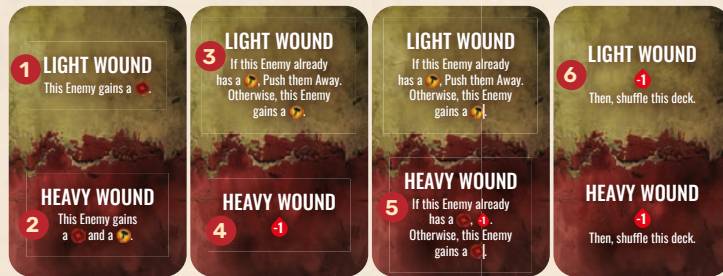 1
LIGHT WOUND
This Enemy gains a .
2
HEAVY WOUND
This Enemy gains
a and a .
3
LIGHT WOUND
If this Enemy already
has a , Push them Away.
Otherwise, this Enemy
gains a .
4
HEAVY WOUND
-1
LIGHT WOUND
If this Enemy already
has a , Push them Away.
Otherwise, this Enemy
gains a .
5
HEAVY WOUND
If this Enemy already
has a , -1 .
Otherwise, this Enemy
gains a .
6
LIGHT WOUND
-1
Then, shuffle this deck.
HEAVY WOUND
-1
Then, shuffle this deck.